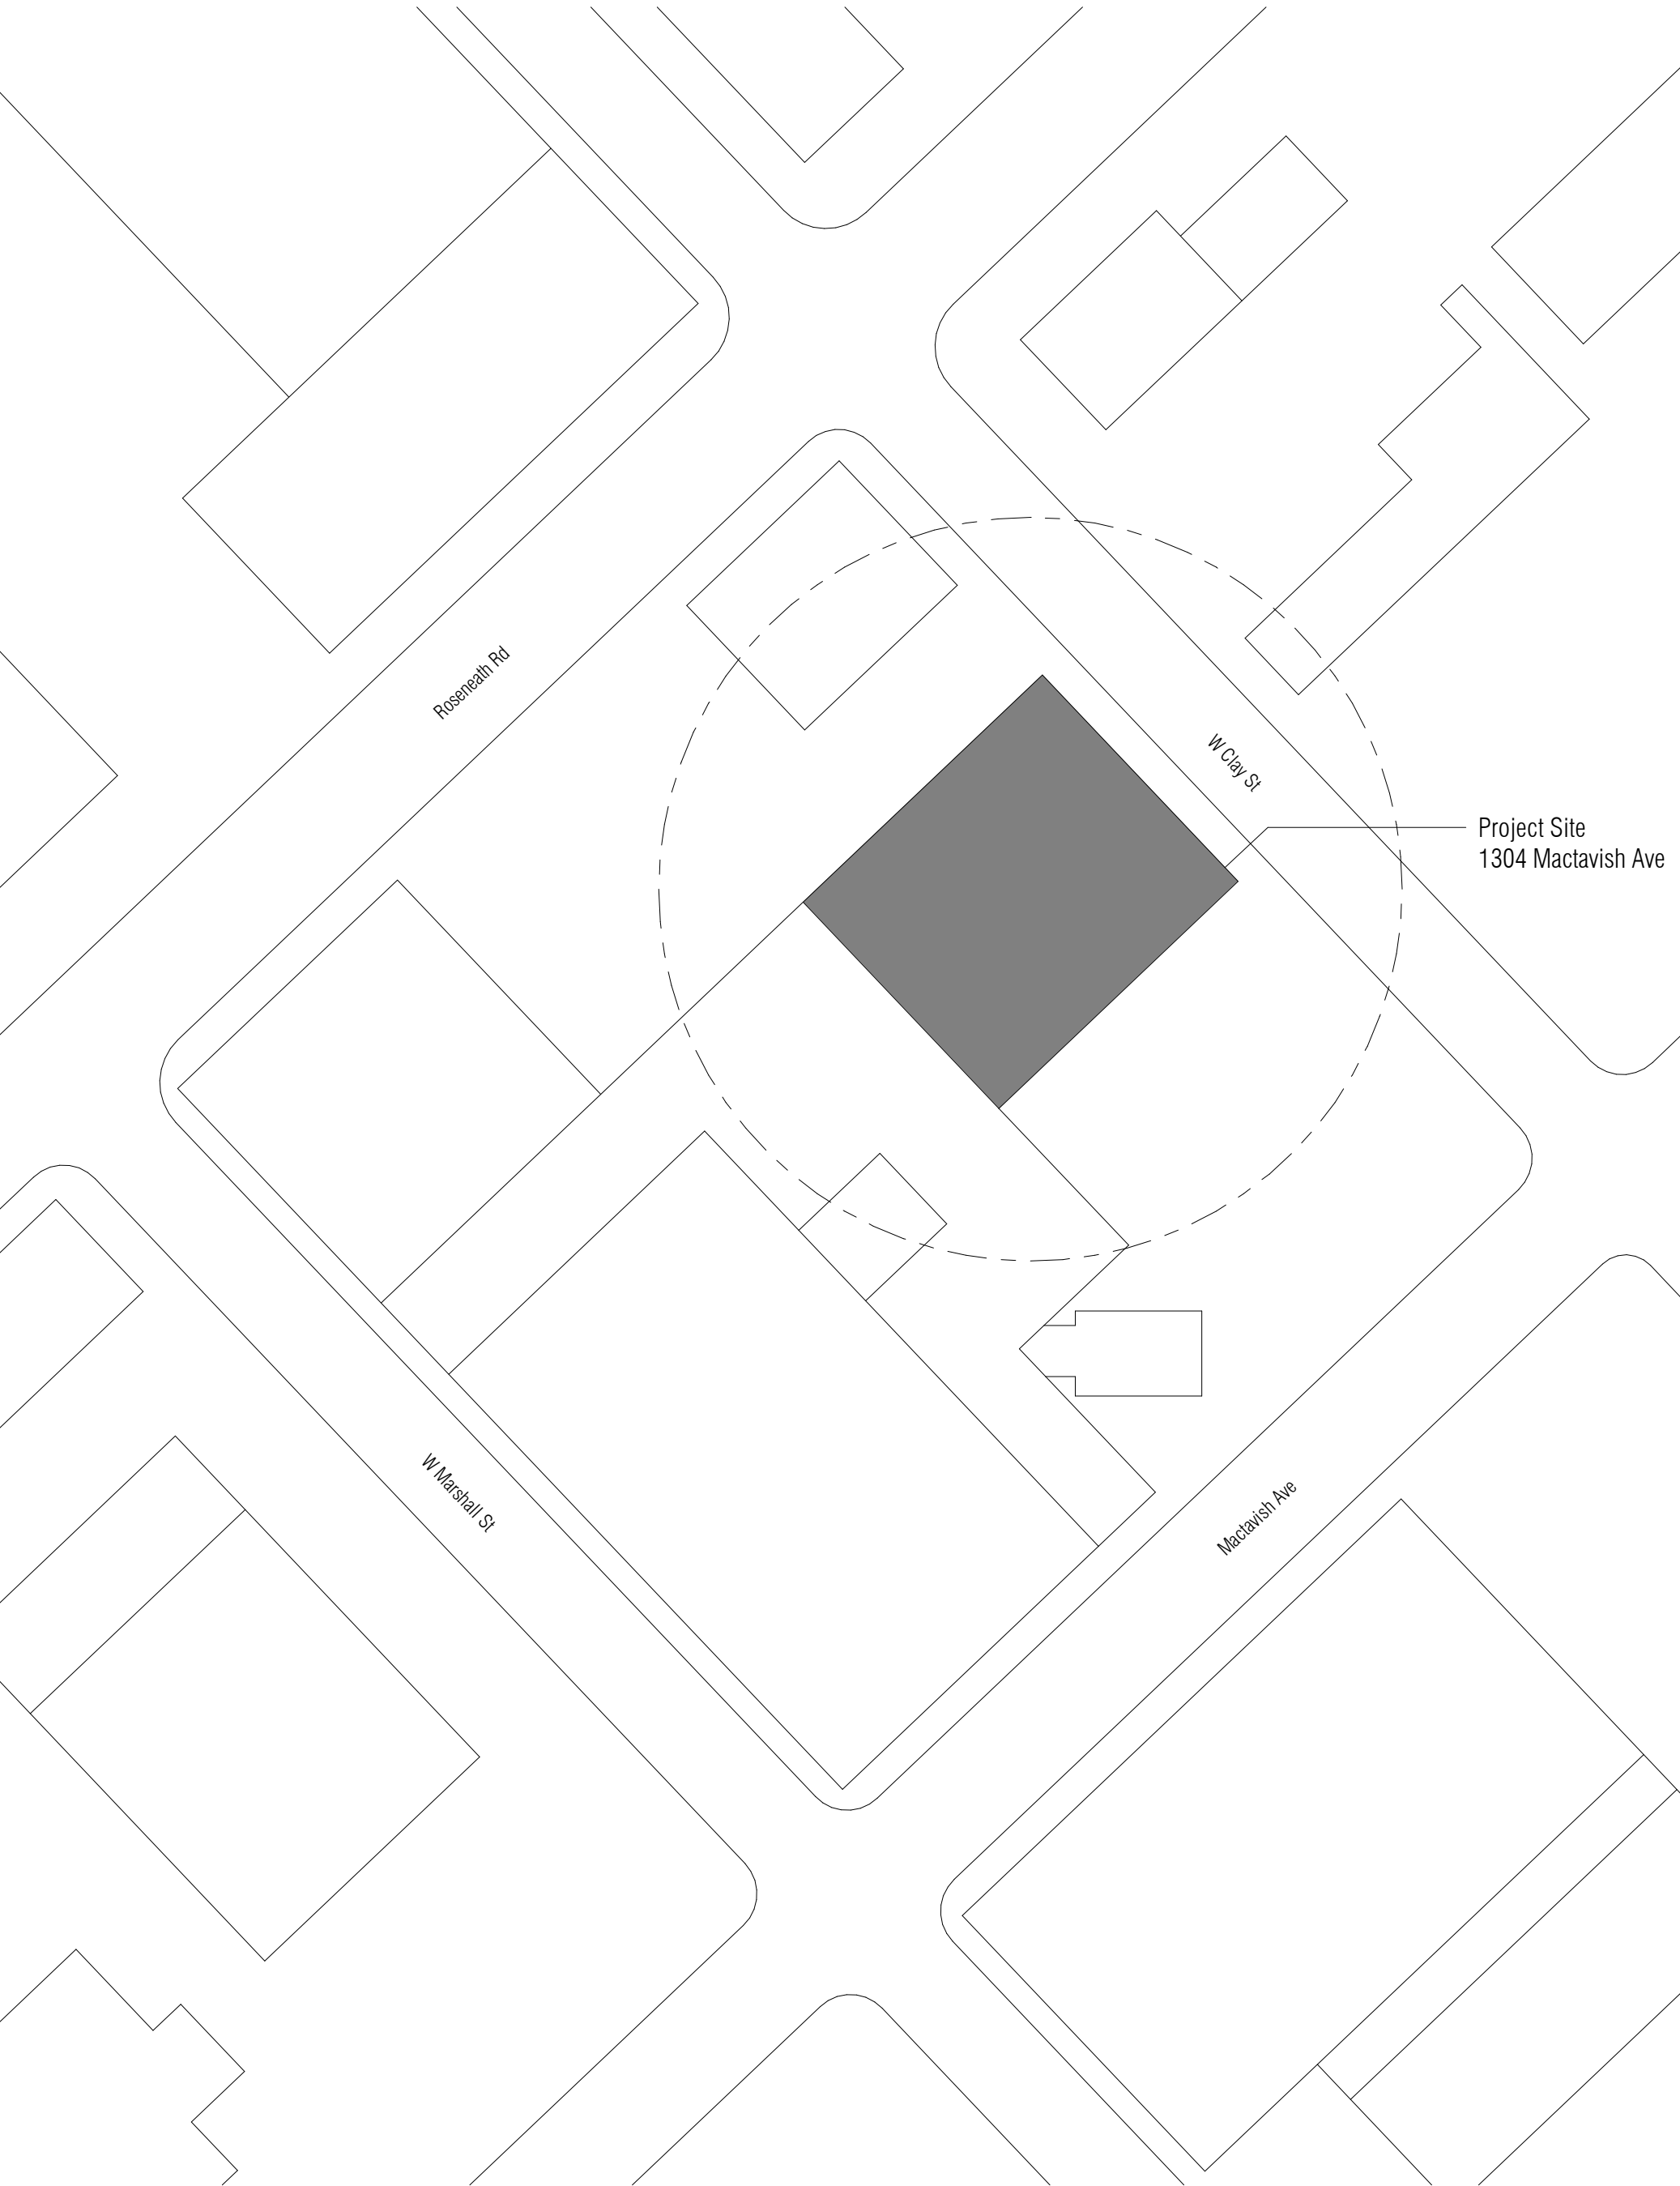 Roseneath Rd
W Clay St
Project Site
1304 Mactavish Ave
W Marshall St
Mactavish Ave